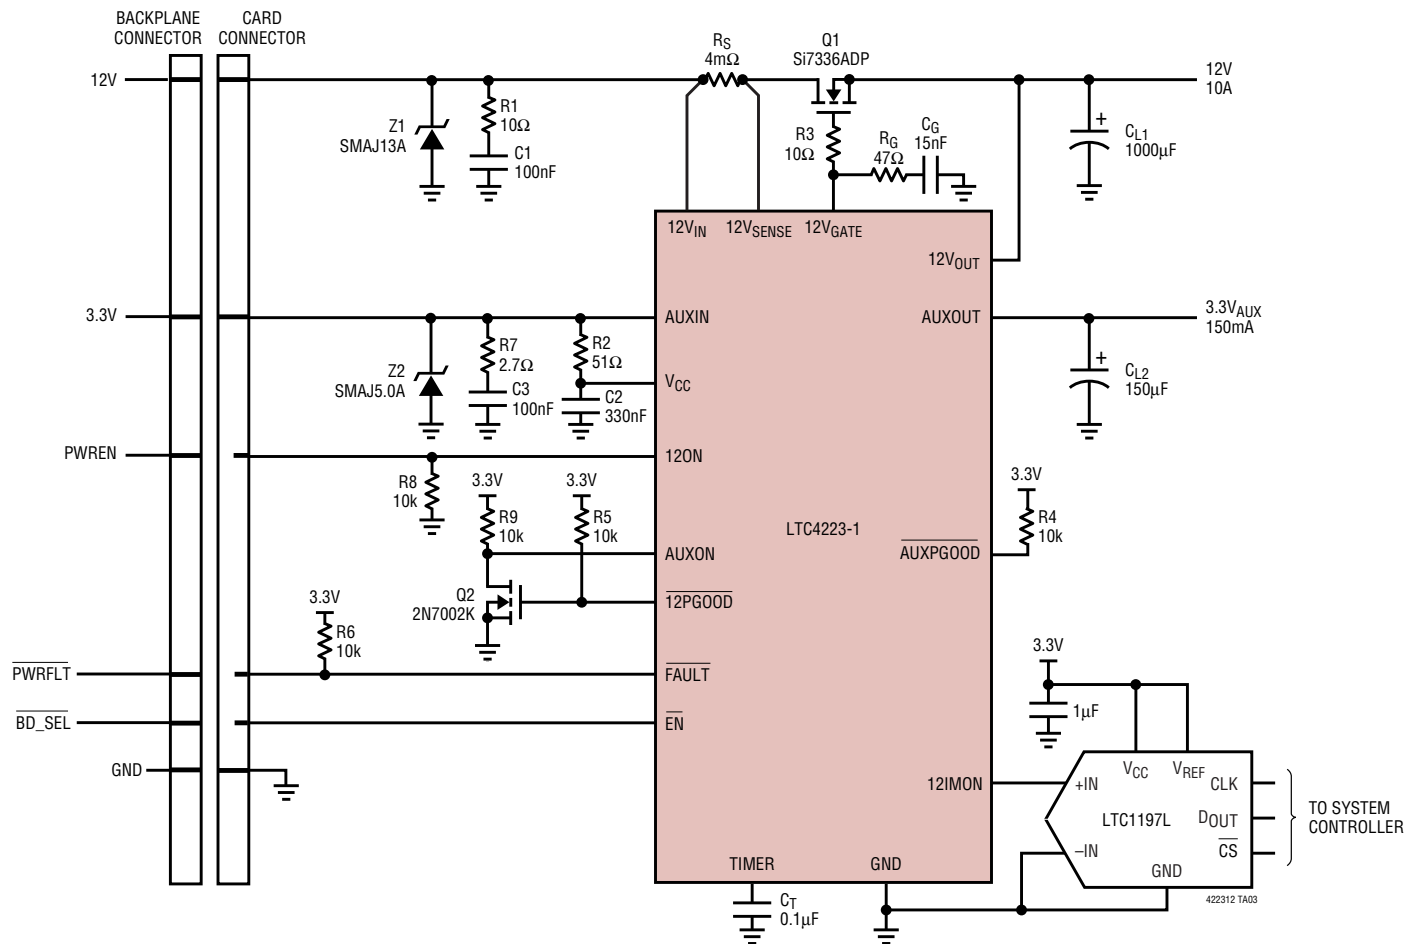 BACKPLANE
CONNECTOR
CARD
CONNECTOR
12V
RS
4mΩ
Q1
Si7336ADP
12V
10A
R1
10Ω
Z1
SMAJ13A
C1
100nF
R3
10Ω
RG
47Ω
CG
15nF
+
CL1
1000µF
12VIN
12VSENSE
12VGATE
12VOUT
3.3V
AUXIN
AUXOUT
3.3VAUX
150mA
R7
2.7Ω
R2
51Ω
Z2
SMAJ5.0A
C3
100nF
VCC
C2
330nF
+
CL2
150µF
PWREN
12ON
R8
10k
3.3V
R9
10k
3.3V
R5
10k
LTC4223-1
3.3V
R4
10k
AUXON
AUXPGOOD
Q2
2N7002K
12PGOOD
3.3V
R6
10k
PWRFLT
FAULT
BD_SEL
EN
GND
3.3V
1µF
12IMON
+IN
VCC
VREF
CLK
LTC1197L
DOUT
–IN
CS
GND
TO SYSTEM
CONTROLLER
TIMER
GND
CT
0.1µF
422312 TA03